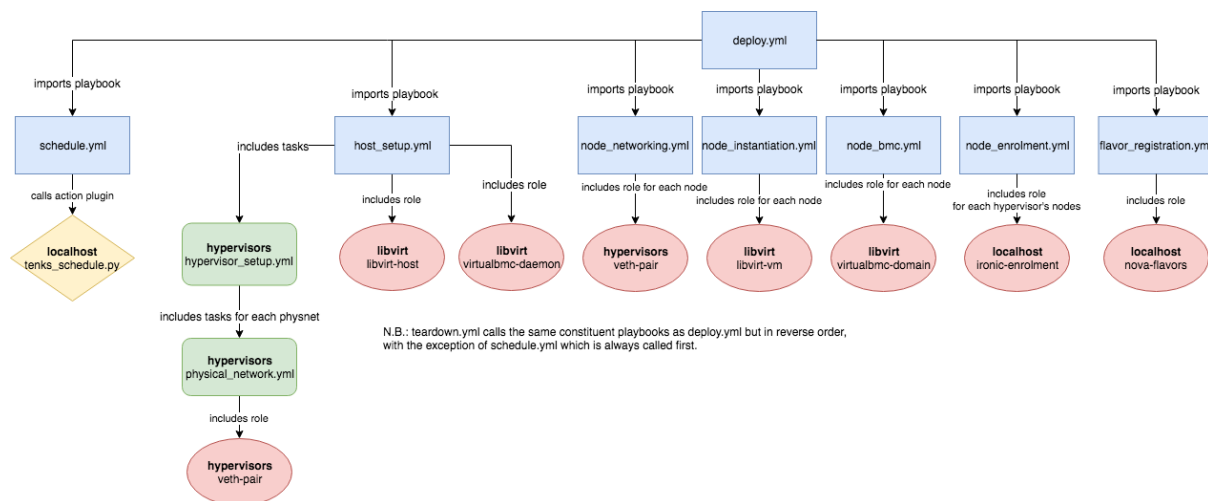 deploy.yml
imports playbook
imports playbook
imports playbook
imports playbook
imports playbook
imports playbook
imports playbook
schedule.yml
host_setup.yml
node_networking.yml
node_instantiation.yml
node_bmc.yml
node_enrolment.yml
flavor_registration.yml
includes tasks
calls action plugin
includes role
includes role
includes role for each node
includes role for each node
includes role for each node
includes role
for each hypervisor's nodes
includes role
localhost
tenks_schedule.py
hypervisors
hypervisor_setup.yml
libvirt
libvirt-host
libvirt
virtualbmc-daemon
hypervisors
veth-pair
libvirt
libvirt-vm
libvirt
virtualbmc-domain
localhost
ironic-enrolment
localhost
nova-flavors
includes tasks for each physnet
N.B.: teardown.yml calls the same constituent playbooks as deploy.yml but in reverse order,
with the exception of schedule.yml which is always called first.
hypervisors
physical_network.yml
includes role
hypervisors
veth-pair